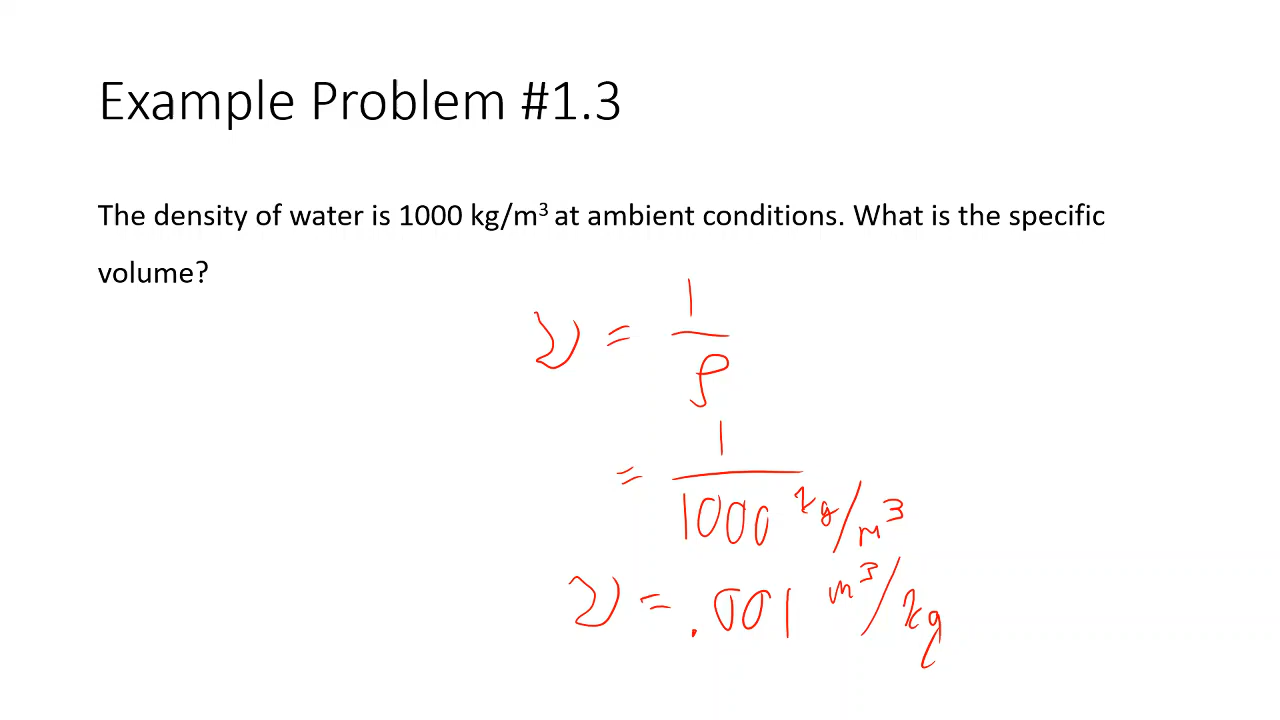 Example Problem #1.3
The density of water is 1000 kg/m³ at ambient conditions. What is the specific
volume?
ν = 1/ρ
= 1/1000 kg/m³
ν = .001 m³/kg